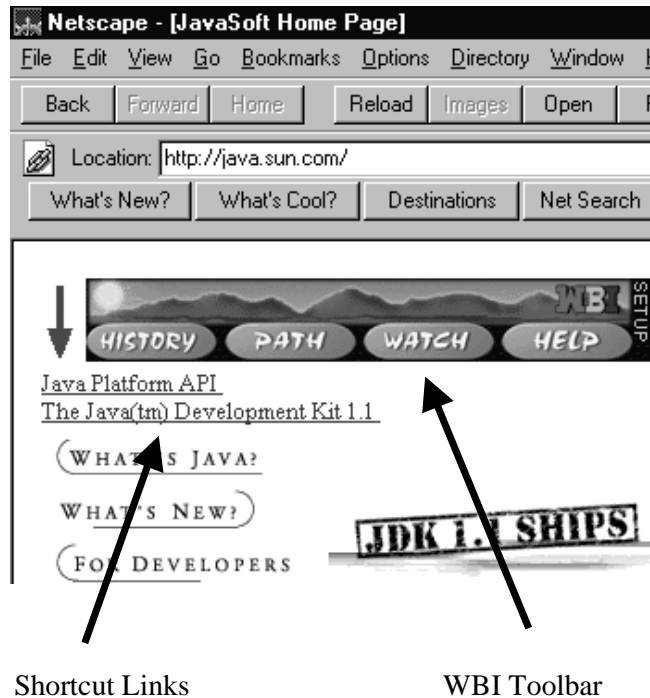 Netscape - [JavaSoft Home Page]
File Edit View Go Bookmarks Options Directory Window
Back Forward Home Reload Images Open
Location: http://java.sun.com/
What's New? What's Cool? Destinations Net Search
WBI SETUP
HISTORY PATH WATCH HELP
Java Platform API
The Java(tm) Development Kit 1.1
WHAT'S JAVA?
WHAT'S NEW?
JDK 1.1 SHIPS
FOR DEVELOPERS
Shortcut Links WBI Toolbar